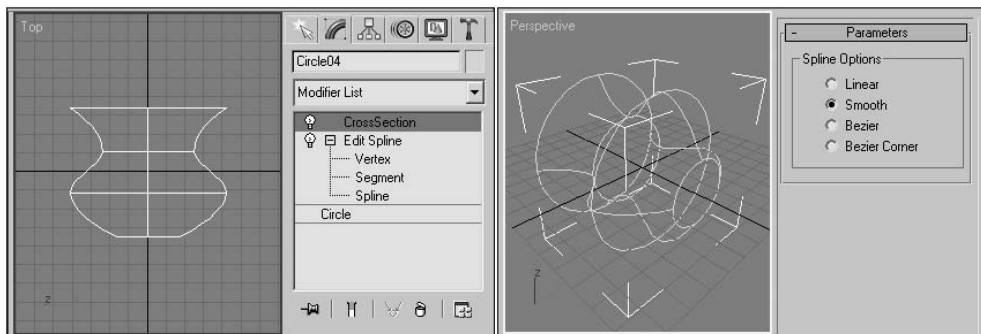 Top
Circle04
Modifier List
CrossSection
Edit Spline
Vertex
Segment
Spline
Circle
z
Perspective
z
- Parameters
Spline Options
Linear
Smooth
Bezier
Bezier Corner